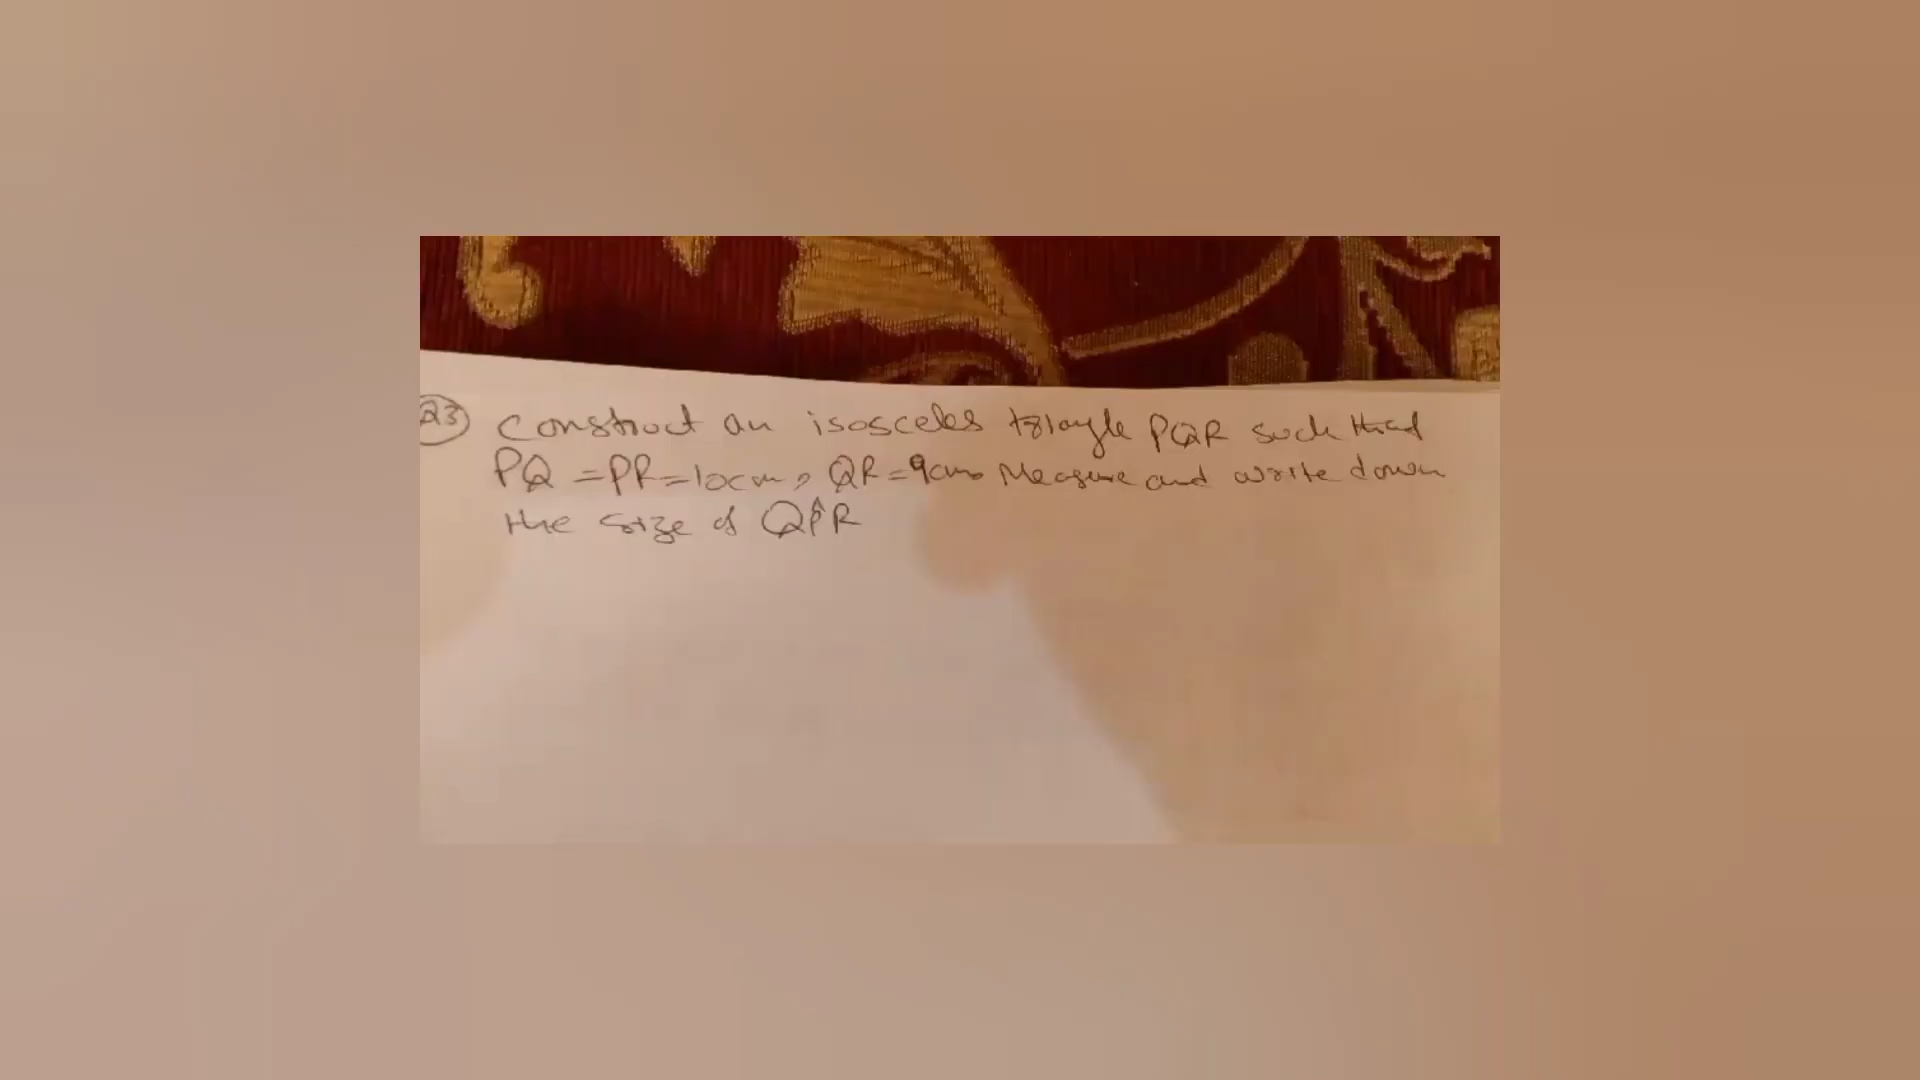 Q3 Construct an isosceles triangle PQR such that
PQ = PR = 10cm, QR = 9cm. Measure and write down
the size of QP̂R